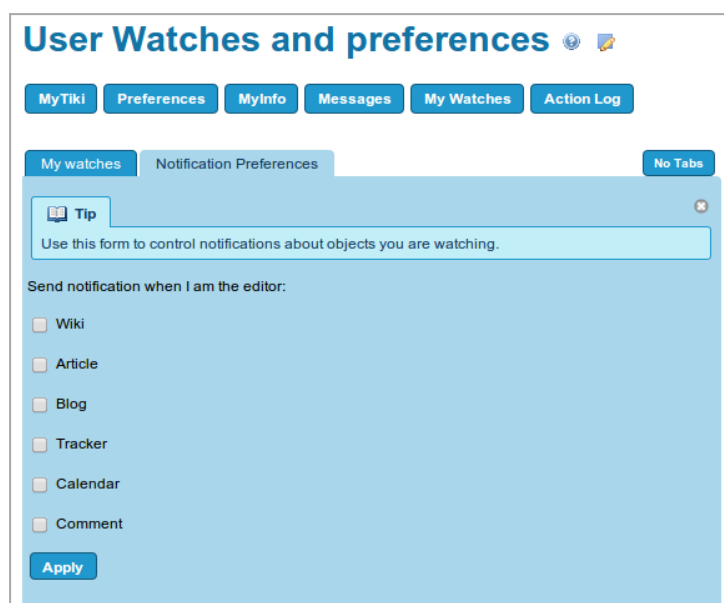 User Watches and preferences
MyTiki Preferences MyInfo Messages My Watches Action Log
My watches Notification Preferences No Tabs
Tip
Use this form to control notifications about objects you are watching.
Send notification when I am the editor:
Wiki
Article
Blog
Tracker
Calendar
Comment
Apply